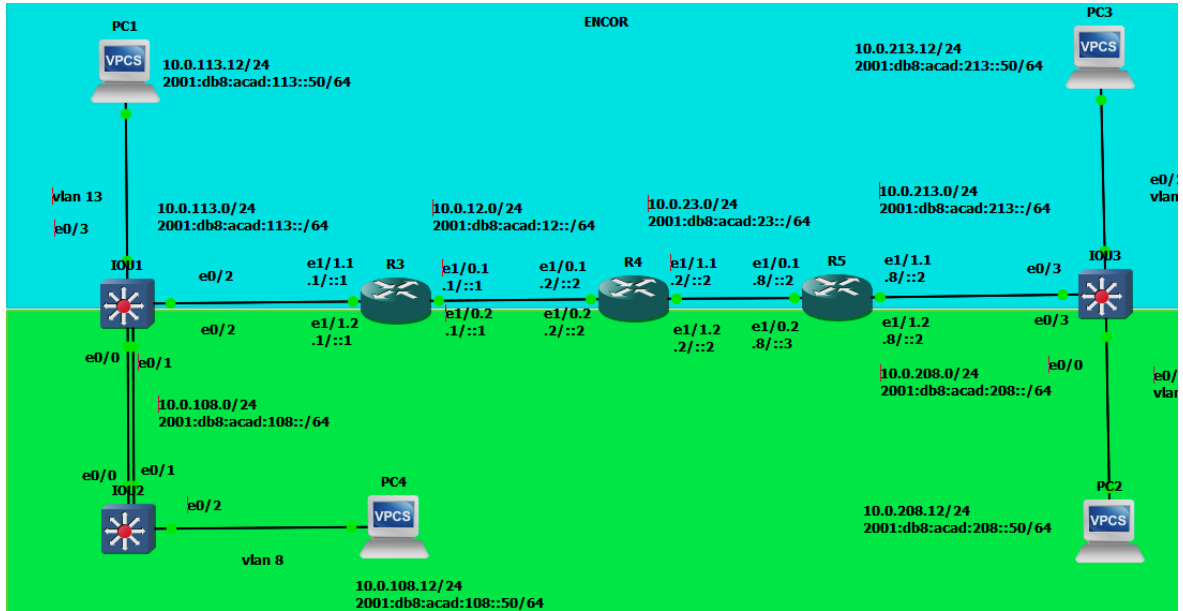 ENCOR
PC1
VPCS
10.0.113.12/24
2001:db8:acad:113::50/64
PC3
10.0.213.12/24
2001:db8:acad:213::50/64
VPCS
vlan 13
e0/3
10.0.113.0/24
2001:db8:acad:113::/64
10.0.12.0/24
2001:db8:acad:12::/64
10.0.23.0/24
2001:db8:acad:23::/64
10.0.213.0/24
2001:db8:acad:213::/64
vlan
IOU1
e0/2
e1/1.1
.1/::1
R3
e1/0.1
.1/::1
e1/0.1
.2/::2
R4
e1/1.1
.2/::2
e1/0.1
.8/::2
R5
e1/1.1
.8/::2
e0/3
IOU3
e0/2
e1/1.2
.1/::1
e1/0.2
.1/::1
e1/0.2
.2/::2
e1/1.2
.2/::2
e1/0.2
.8/::3
e1/1.2
.8/::2
e0/3
e0/0
e0/1
10.0.108.0/24
2001:db8:acad:108::/64
10.0.208.0/24
2001:db8:acad:208::/64
e0/0
e0/
vlan
e0/0
e0/1
IOU2
e0/2
vlan 8
PC4
VPCS
10.0.108.12/24
2001:db8:acad:108::50/64
PC2
10.0.208.12/24
2001:db8:acad:208::50/64
VPCS